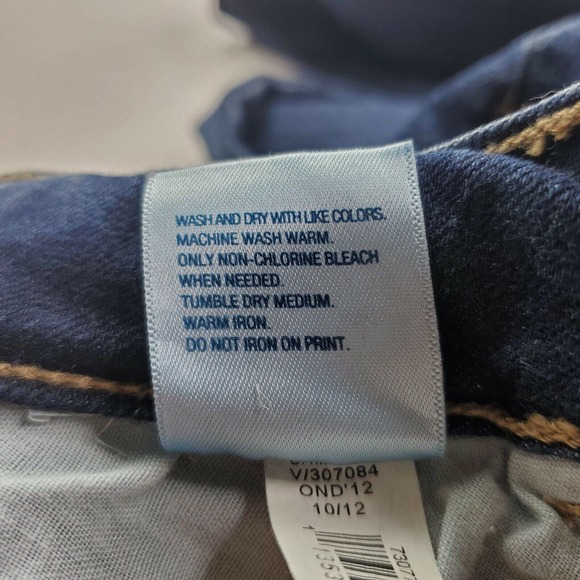 WASH AND DRY WITH LIKE COLORS.
MACHINE WASH WARM.
ONLY NON-CHLORINE BLEACH
WHEN NEEDED.
TUMBLE DRY MEDIUM.
WARM IRON.
DO NOT IRON ON PRINT.
V/307084
OND'12
10/12